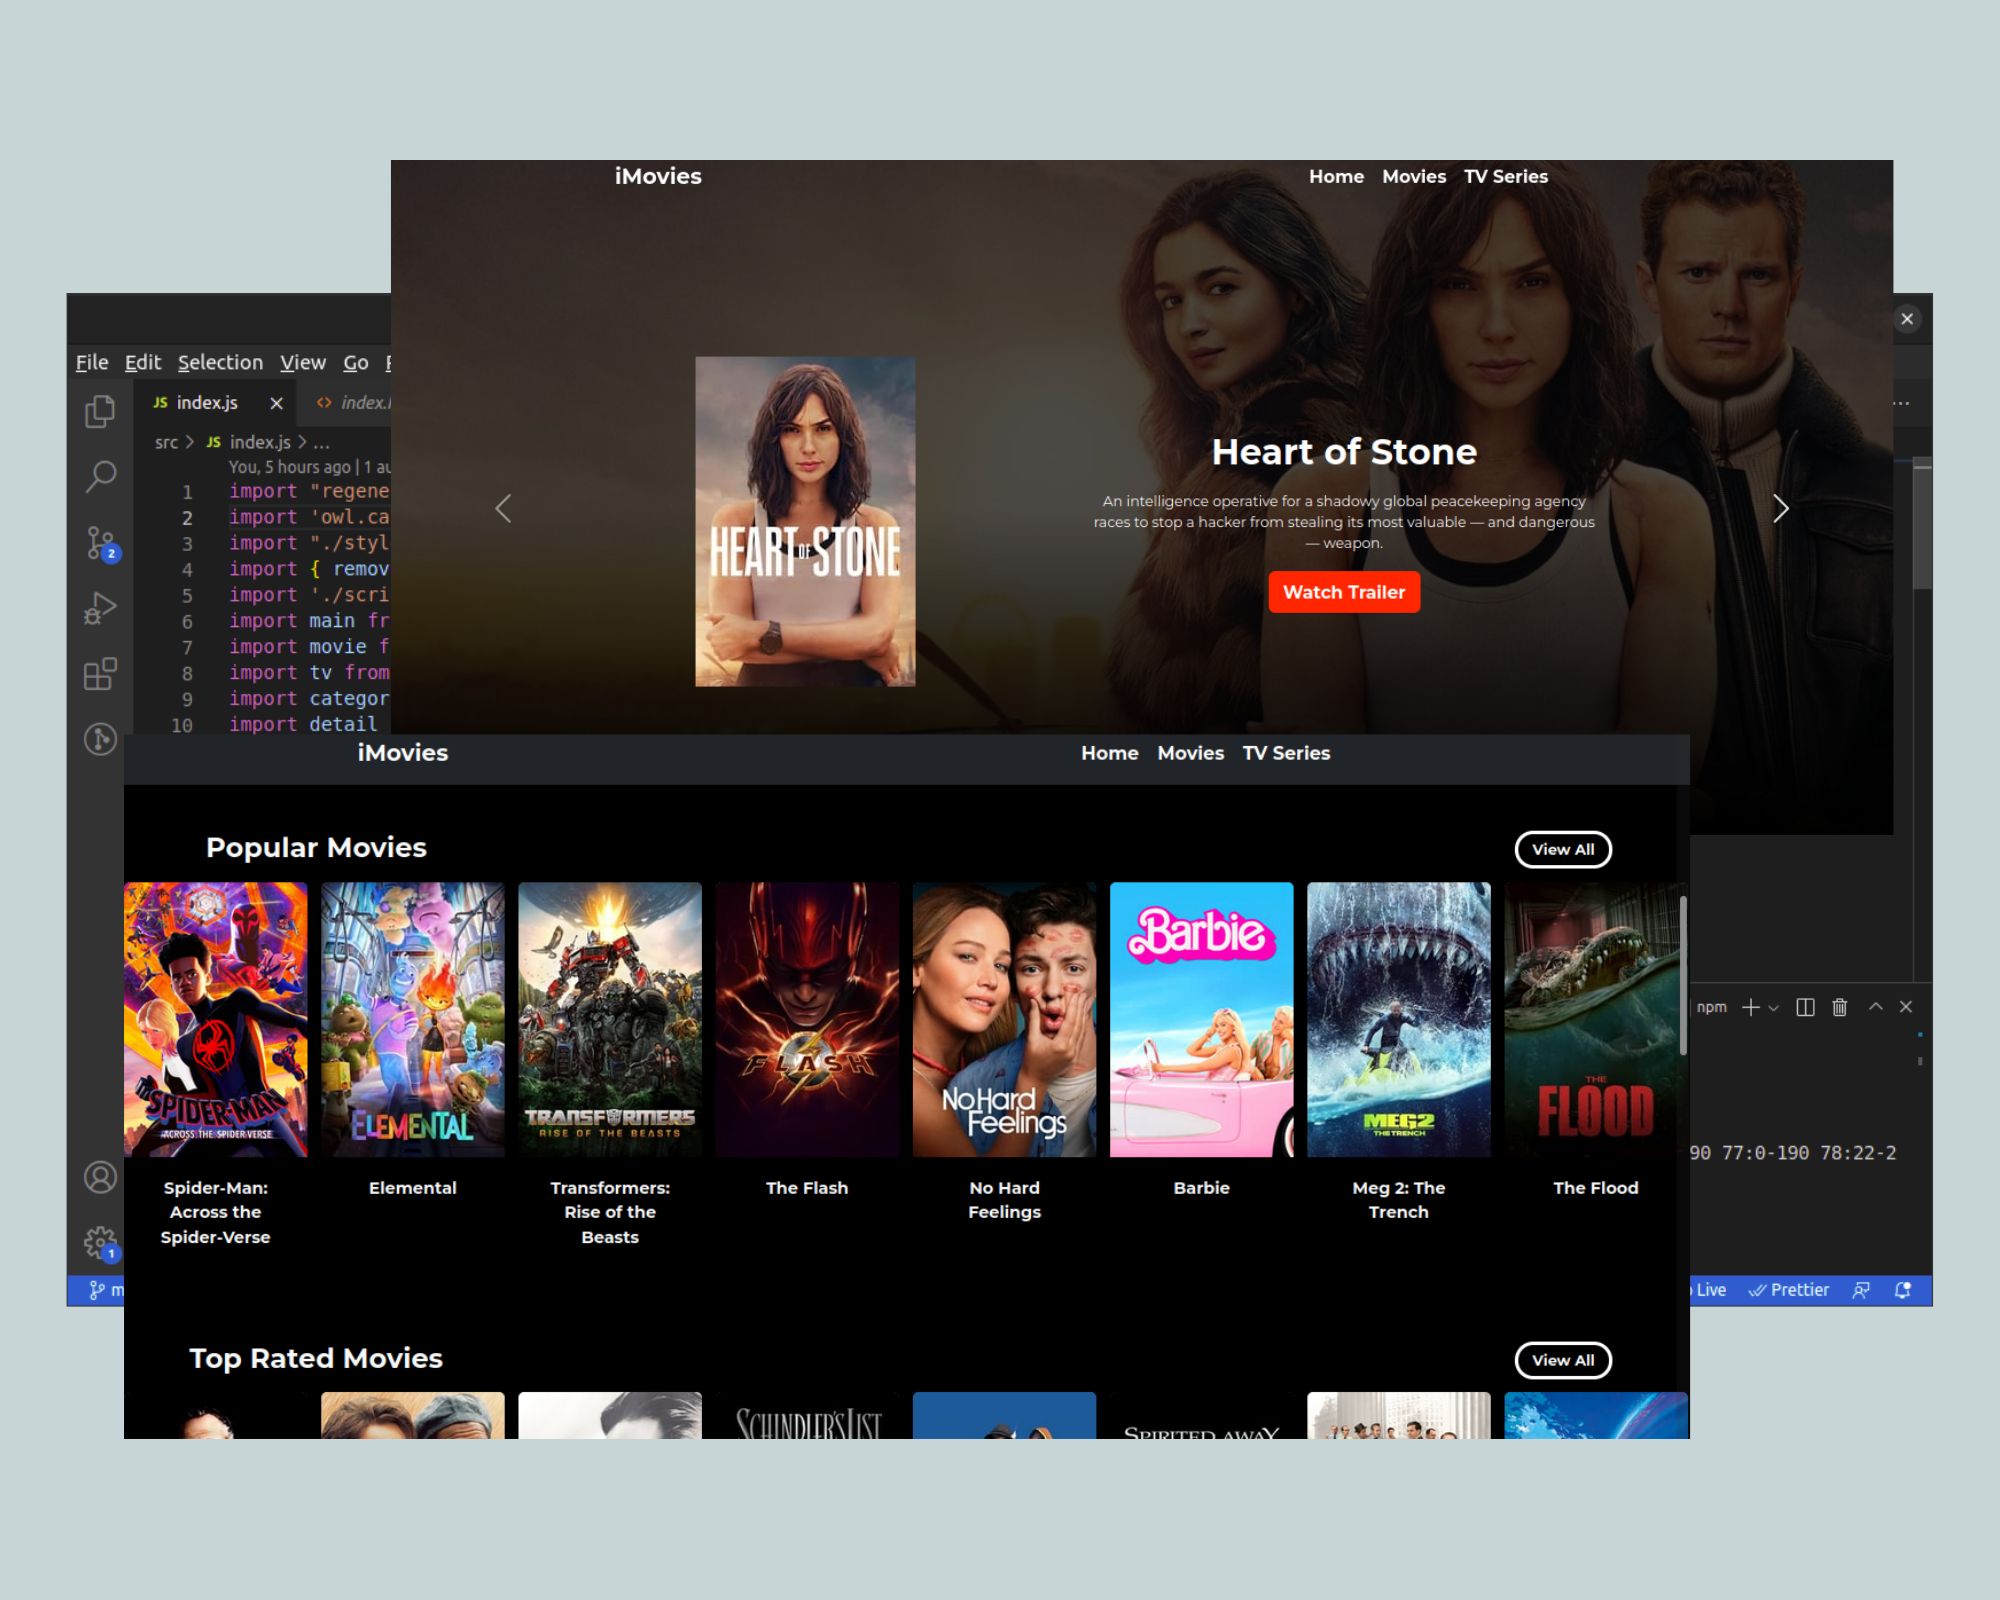 iMovies
Home Movies TV Series
HEART OF STONE
Heart of Stone
An intelligence operative for a shadowy global peacekeeping agency
races to stop a hacker from stealing its most valuable — and dangerous
— weapon.
Watch Trailer
File Edit Selection View Go
JS index.js
index.
src > JS index.js > ...
You, 5 hours ago | 1 au
1 import "regene
2 import 'owl.ca
3 import "./styl
4 import { remov
5 import './scri
6 import main fr
7 import movie f
8 import tv from
9 import categor
10 import detail
2
iMovies
Home Movies TV Series
Popular Movies
View All
SPIDER-MAN
ACROSS THE SPIDER-VERSE
ELEMENTAL
TRANSFORMERS
RISE OF THE BEASTS
FLASH
No Hard
Feelings
Barbie
MEG2
THE TRENCH
THE
FLOOD
Spider-Man:
Across the
Spider-Verse
Elemental
Transformers:
Rise of the
Beasts
The Flash
No Hard
Feelings
Barbie
Meg 2: The
Trench
The Flood
Top Rated Movies
View All
SCHINDLER'S LIST
SPIRITED AWAY
npm
90 77:0-190 78:22-2
1
m
Live Prettier